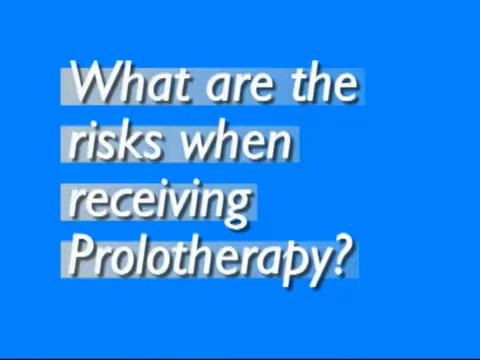 What are the
risks when
receiving
Prolotherapy?